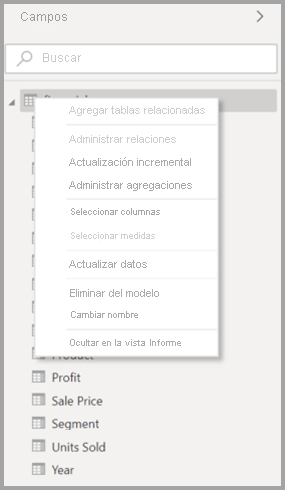 Campos
Buscar
Agregar tablas relacionadas
Administrar relaciones
Actualización incremental
Administrar agregaciones
Seleccionar columnas
Seleccionar medidas
Actualizar datos
Eliminar del modelo
Cambiar nombre
Ocultar en la vista Informe
Product
Profit
Sale Price
Segment
Units Sold
Year